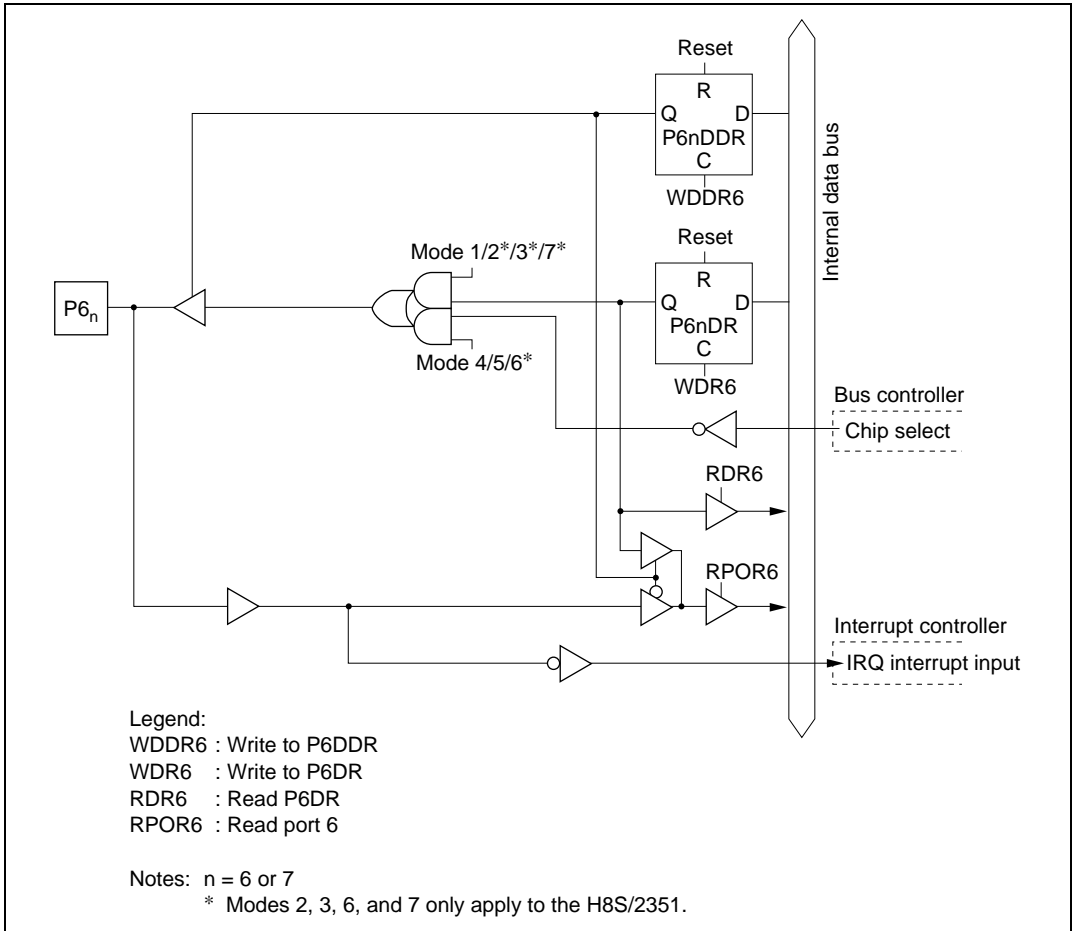 Reset
R
Q D
P6nDDR
C
WDDR6
Internal data bus
Reset
Mode 1/2*/3*/7*
R
Q D
P6nDR
C
WDR6
P6n
Mode 4/5/6*
Bus controller
Chip select
RDR6
RPOR6
Interrupt controller
IRQ interrupt input
Legend:
WDDR6 : Write to P6DDR
WDR6 : Write to P6DR
RDR6 : Read P6DR
RPOR6 : Read port 6
Notes: n = 6 or 7
* Modes 2, 3, 6, and 7 only apply to the H8S/2351.